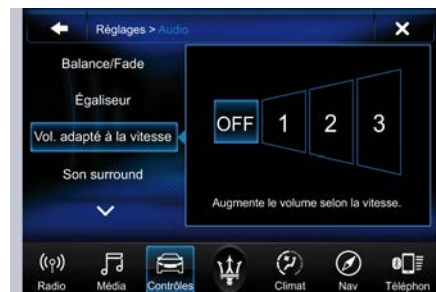 Réglages > Audio
Balance/Fade
Égaliseur
Vol. adapté à la vitesse
Son surround
OFF 1 2 3
Augmente le volume selon la vitesse.
Radio Média Contrôles Climat Nav Téléphon